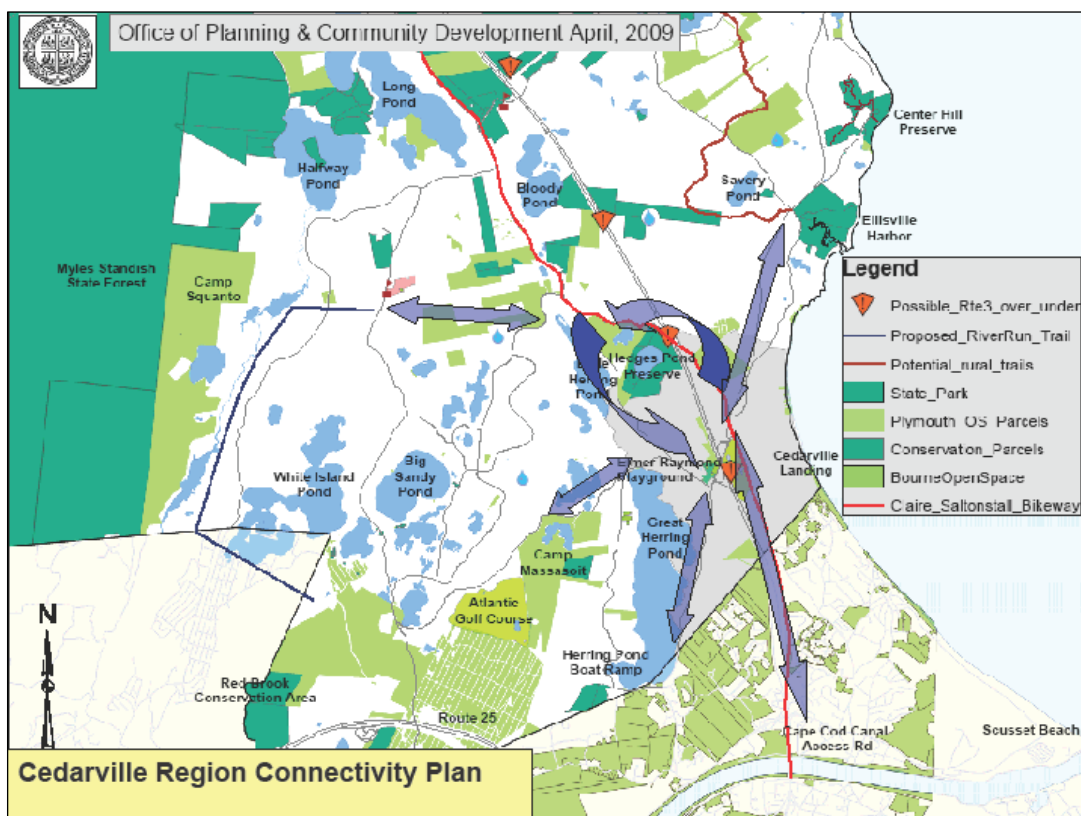 Office of Planning & Community Development April, 2009
Long
Pond
Center Hill
Preserve
Halfway
Pond
Bloody
Pond
Savery
Pond
Ellisville
Harbor
Myles Standish
State Forest
Camp
Squanto
Legend
Possible_Rte3_over_under
Proposed_RiverRun_Trail
Potential_rural_trails
State_Park
Plymouth_OS_Parcels
Conservation_Parcels
BourneOpenSpace
Claire_Saltonstall_Bikeway
Hedges Pond
Preserve
Herring
Pond
White Island
Pond
Big
Sandy
Pond
Elmer Raymond
Playground
Cedarville
Landing
Great
Herring
Pond
Camp
Massasoit
Atlantic
Golf Course
N
Herring Pond
Boat Ramp
Red Brook
Conservation Area
Route 25
Cape Cod Canal
Access Rd
Scusset Beach
Cedarville Region Connectivity Plan